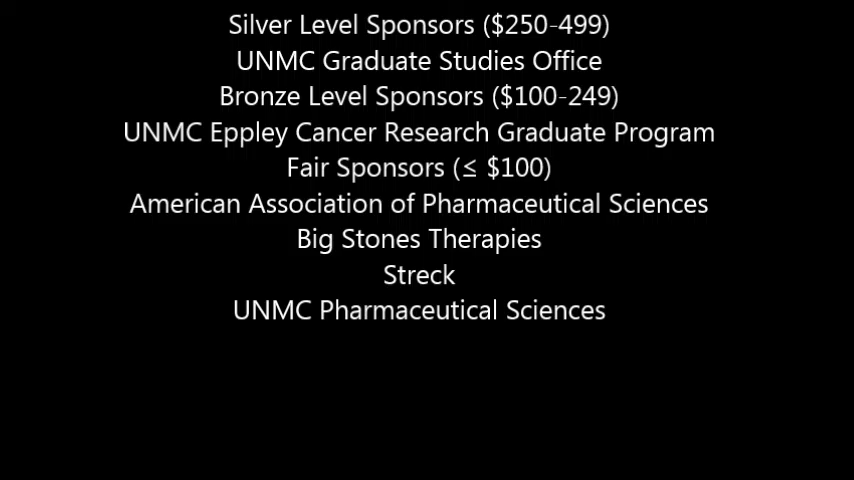 Silver Level Sponsors ($250-499)
UNMC Graduate Studies Office
Bronze Level Sponsors ($100-249)
UNMC Eppley Cancer Research Graduate Program
Fair Sponsors (≤ $100)
American Association of Pharmaceutical Sciences
Big Stones Therapies
Streck
UNMC Pharmaceutical Sciences